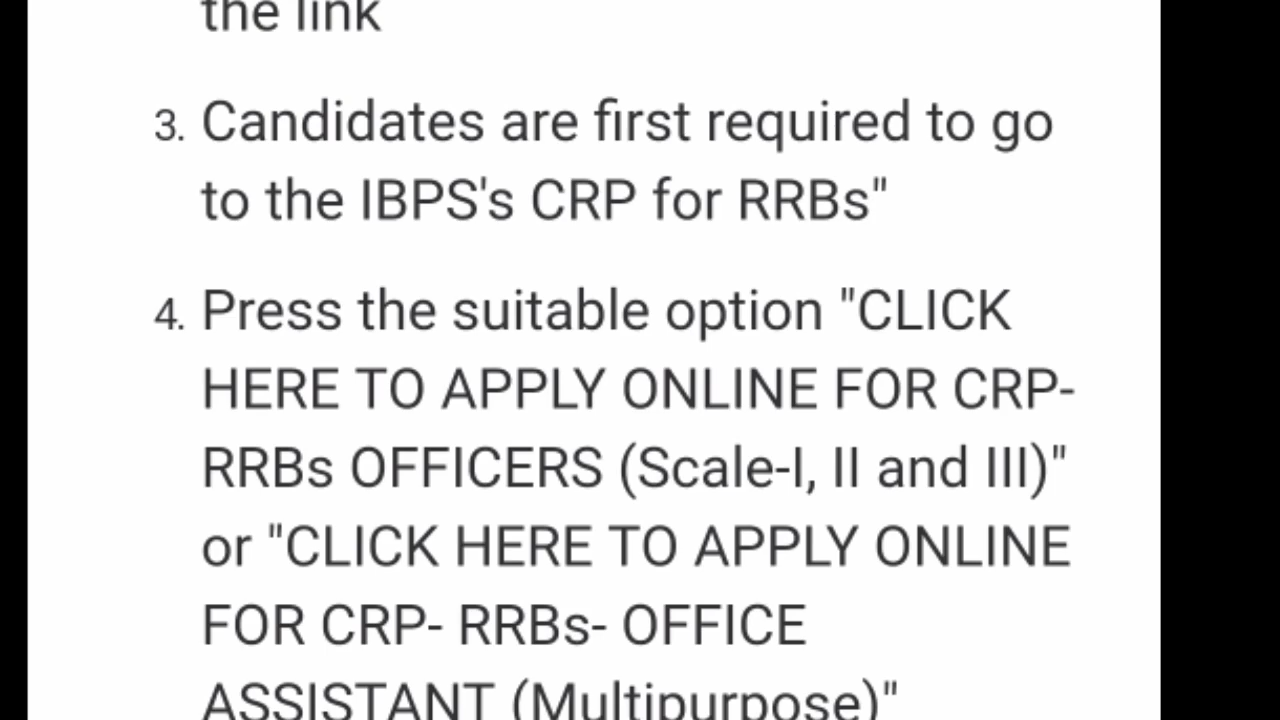 the link
3. Candidates are first required to go
to the IBPS's CRP for RRBs"
4. Press the suitable option "CLICK
HERE TO APPLY ONLINE FOR CRP-
RRBs OFFICERS (Scale-I, II and III)"
or "CLICK HERE TO APPLY ONLINE
FOR CRP- RRBs- OFFICE
ASSISTANT (Multipurpose)"